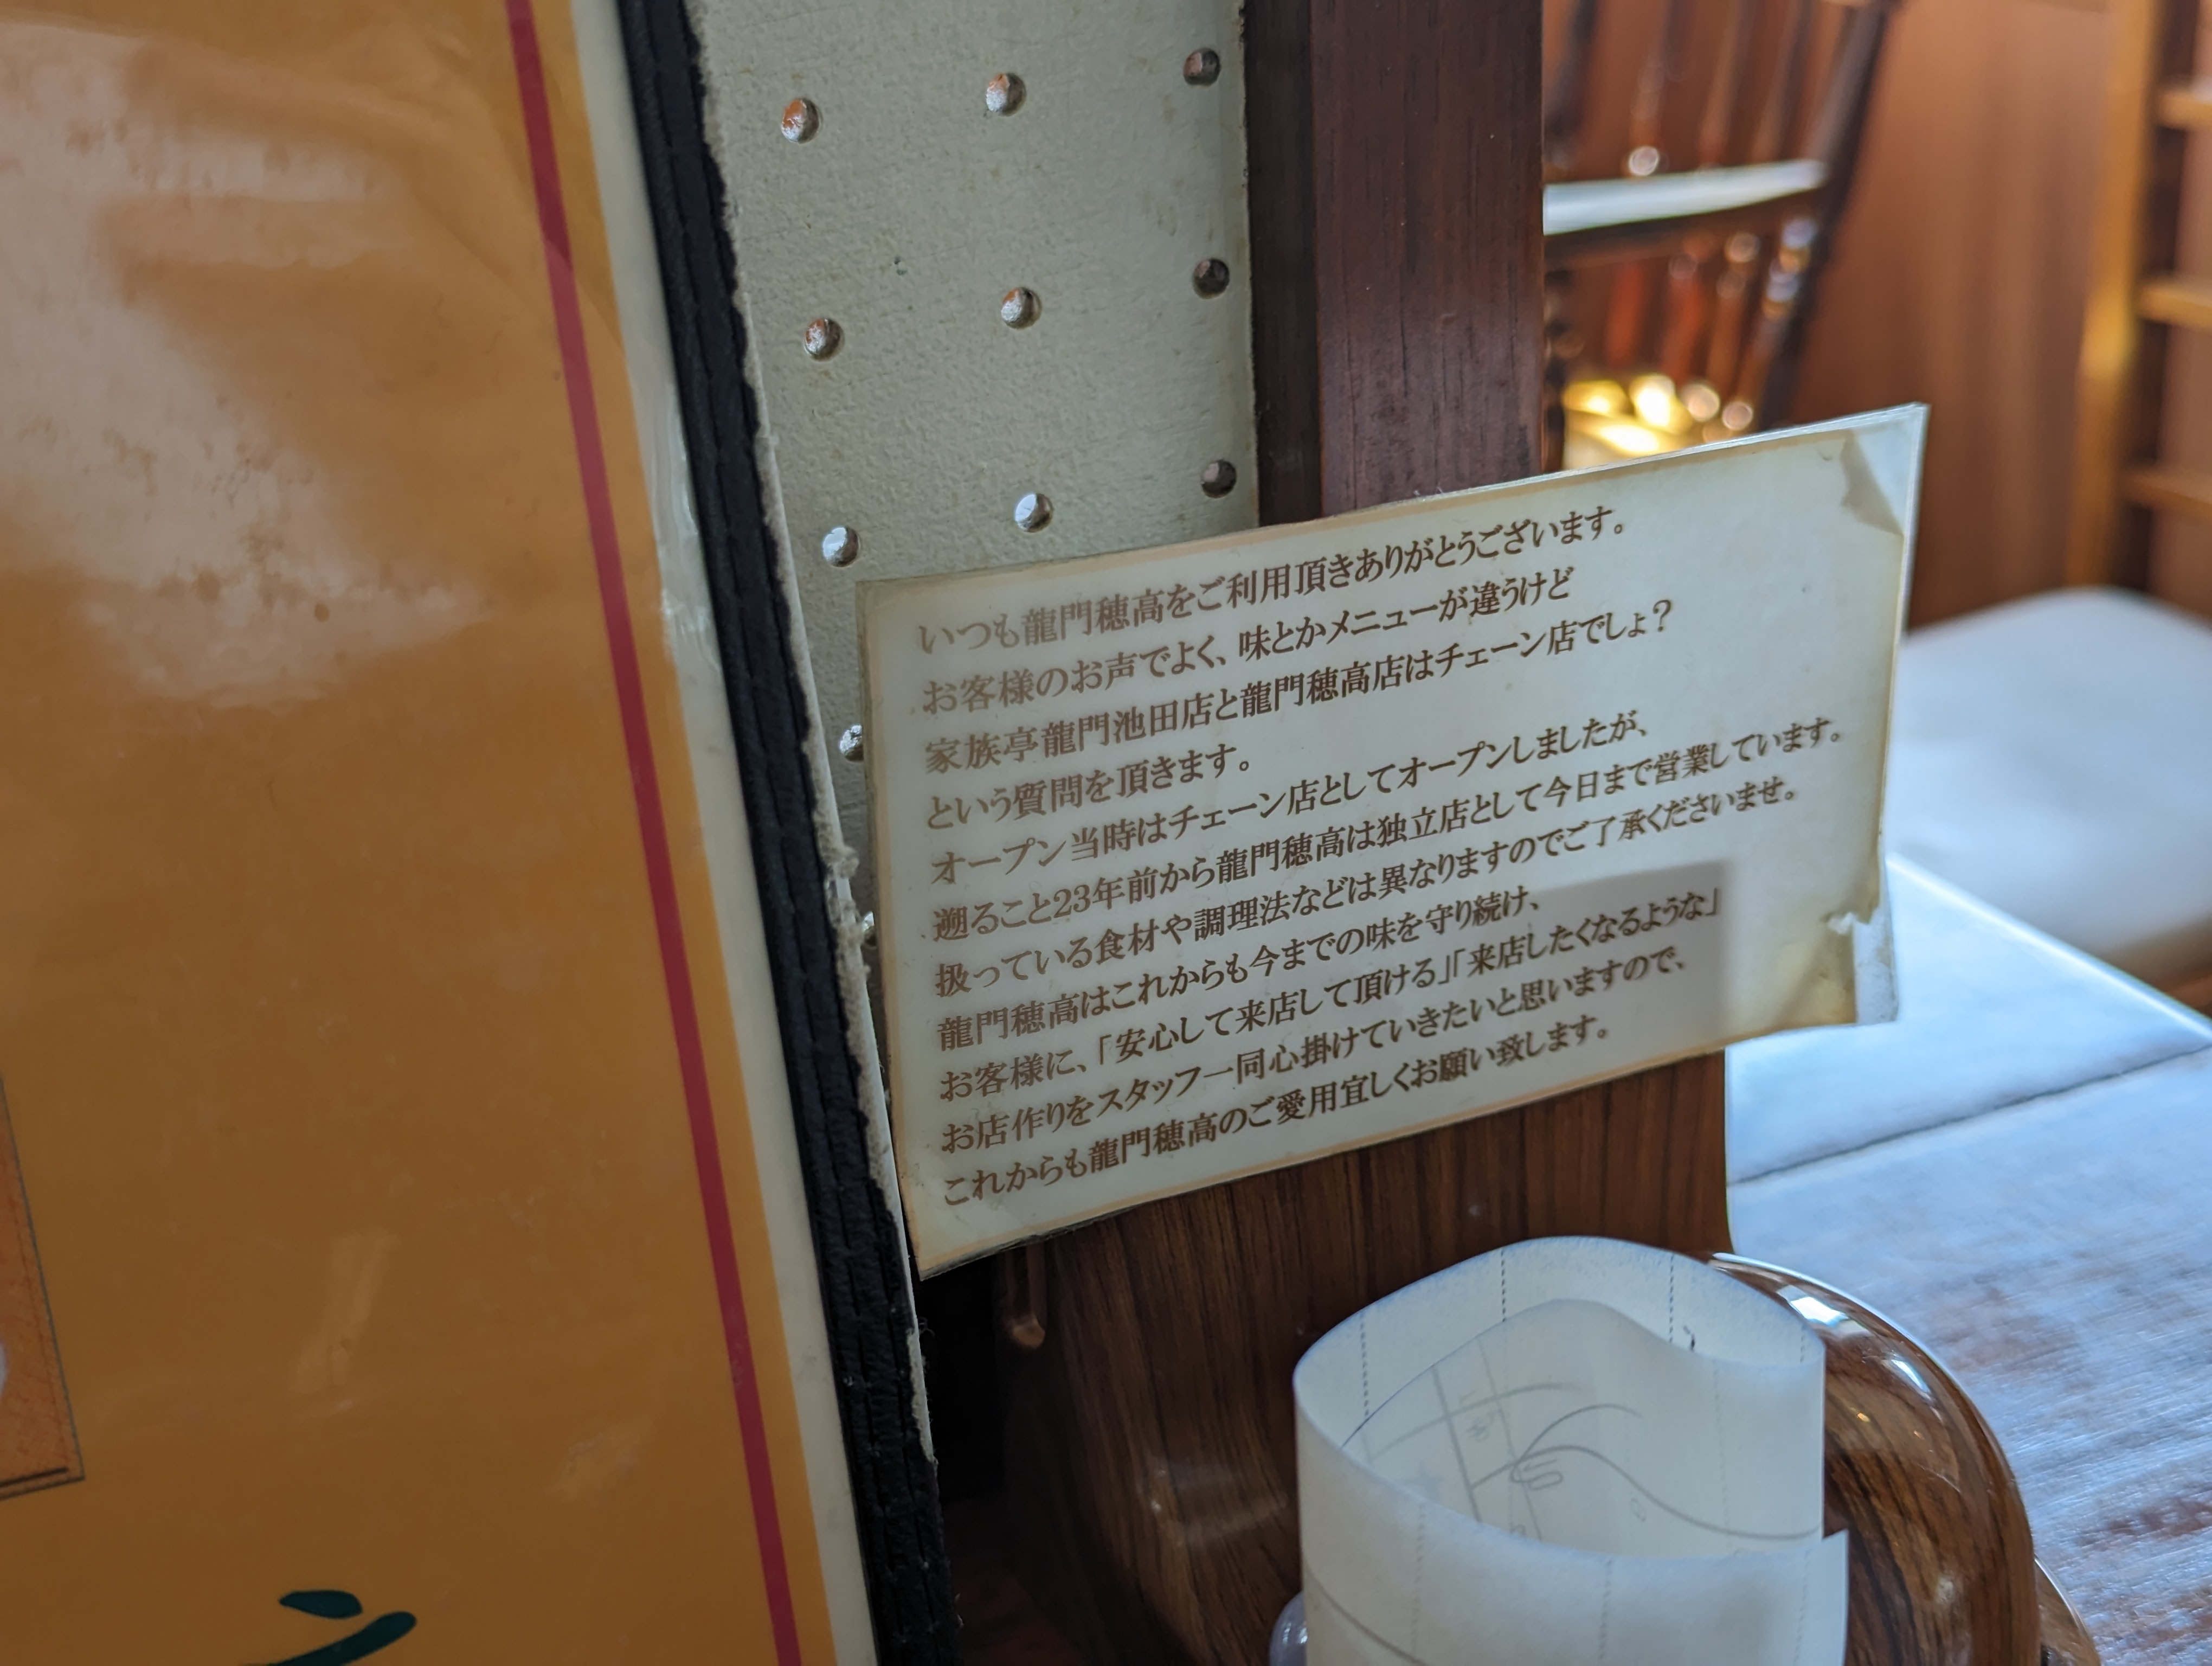 いつも龍門穂高をご利用頂きありがとうございます。
お客様のお声でよく、味とかメニューが違うけど
家族亭龍門池田店と龍門穂高店はチェーン店でしょ？
という質問を頂きます。
オープン当時はチェーン店としてオープンしましたが、
遡ること23年前から龍門穂高は独立店として今日まで営業しています。
扱っている食材や調理法などは異なりますのでご了承くださいませ。
龍門穂高はこれからも今までの味を守り続け、
お客様に、「安心して来店して頂ける」「来店したくなるような」
お店作りをスタッフ一同心掛けていきたいと思いますので、
これからも龍門穂高のご愛用宜しくお願い致します。